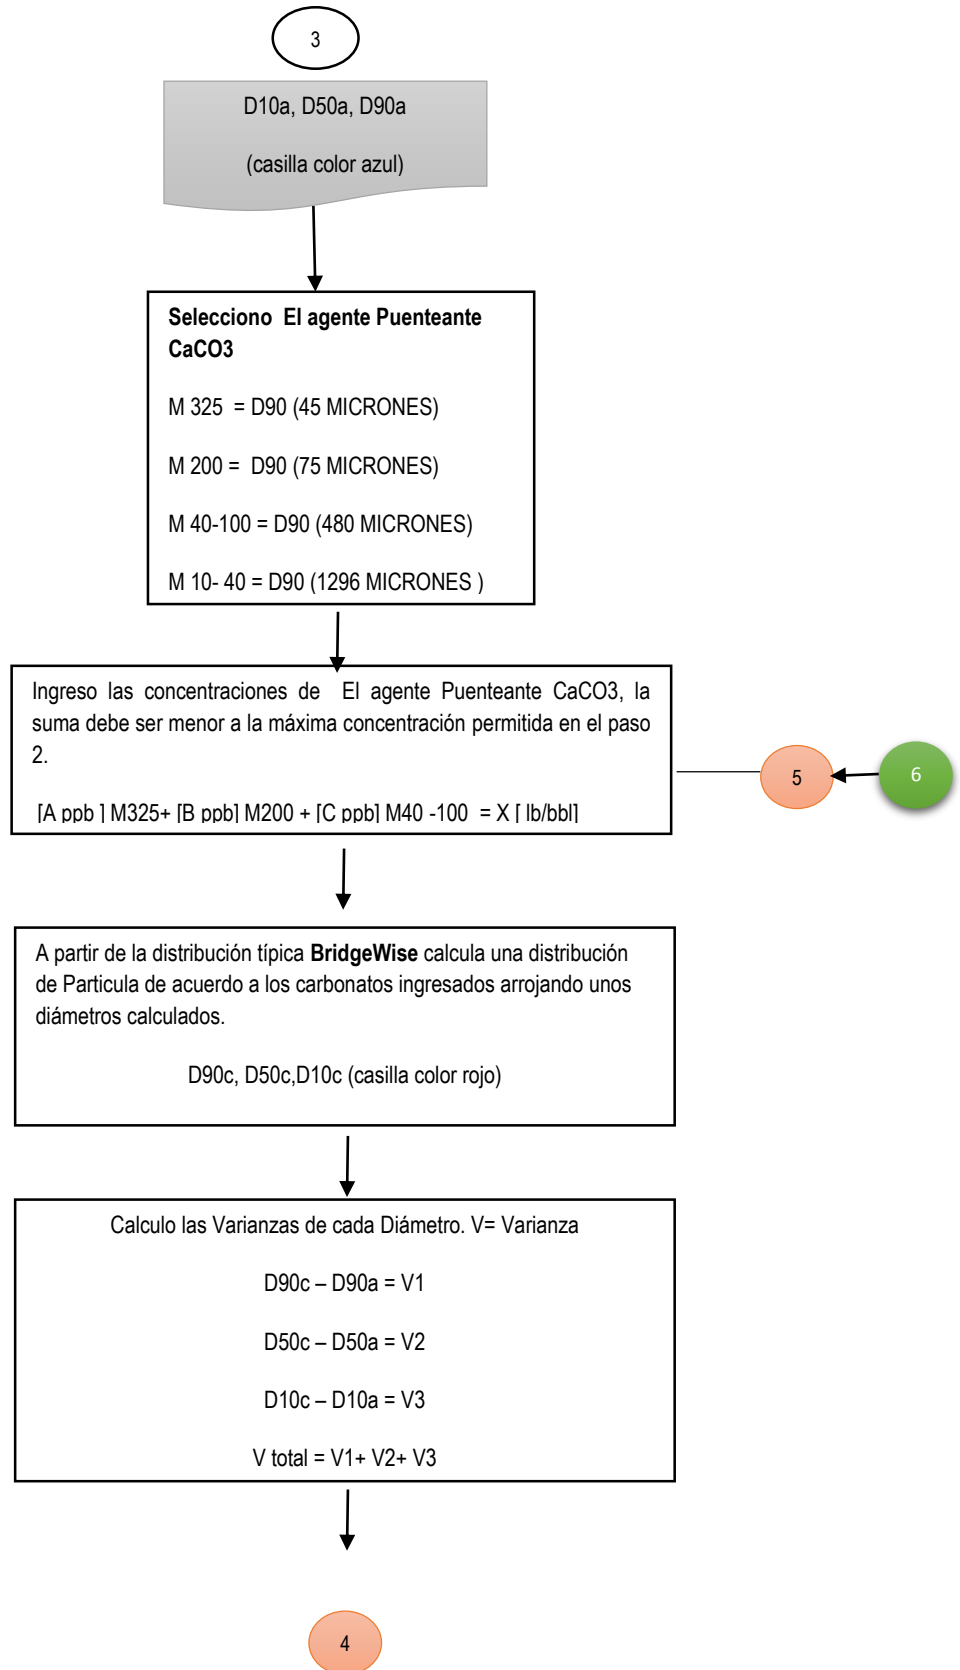 3
D10a, D50a, D90a
(casilla color azul)
Selecciono El agente Puenteante
CaCO3
M 325 = D90 (45 MICRONES)
M 200 = D90 (75 MICRONES)
M 40-100 = D90 (480 MICRONES)
M 10- 40 = D90 (1296 MICRONES )
Ingreso las concentraciones de El agente Puenteante CaCO3, la
suma debe ser menor a la máxima concentración permitida en el paso
2.
[A ppb ] M325+ [B ppb] M200 + [C ppb] M40 -100 = X [ lb/bbl]
5
6
A partir de la distribución típica BridgeWise calcula una distribución
de Particula de acuerdo a los carbonatos ingresados arrojando unos
diámetros calculados.
D90c, D50c,D10c (casilla color rojo)
Calculo las Varianzas de cada Diámetro. V= Varianza
D90c – D90a = V1
D50c – D50a = V2
D10c – D10a = V3
V total = V1+ V2+ V3
4